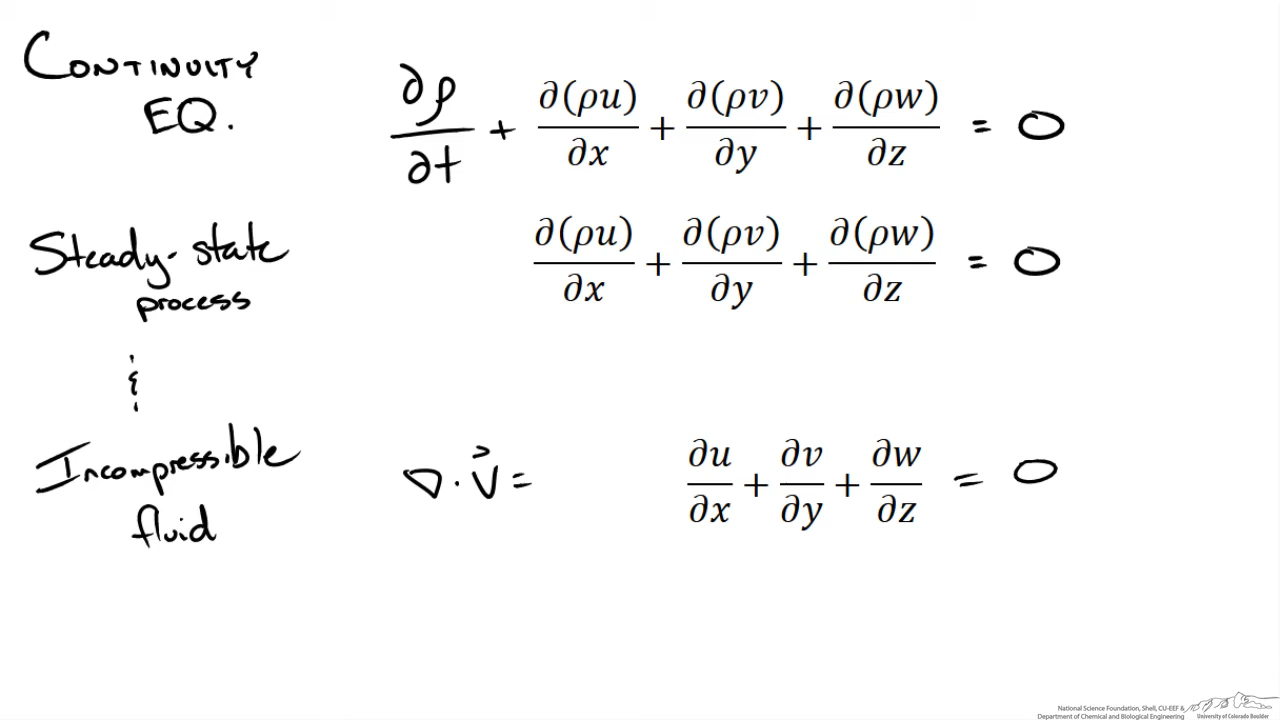 CONTINUITY
EQ.
∂ρ/∂t + ∂(ρu)/∂x + ∂(ρv)/∂y + ∂(ρw)/∂z = 0
Steady-state
process
∂(ρu)/∂x + ∂(ρv)/∂y + ∂(ρw)/∂z = 0
&
Incompressible
fluid
∇ · V⃗ = ∂u/∂x + ∂v/∂y + ∂w/∂z = 0
National Science Foundation, Shell, CU-EEF &
Department of Chemical and Biological Engineering
University of Colorado Boulder